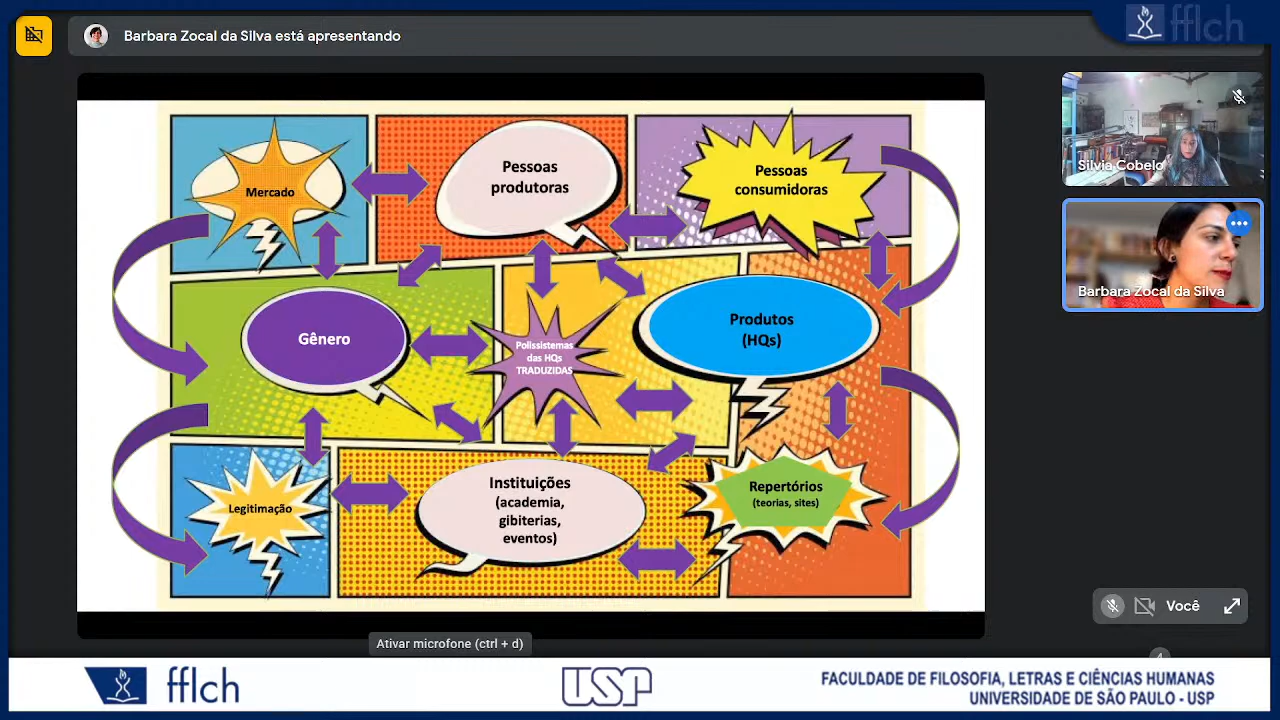 fflch
Barbara Zocal da Silva está apresentando
Mercado
Pessoas
produtoras
Pessoas
consumidoras
Gênero
Polissistemas
das HQs
TRADUZIDAS
Produtos
(HQs)
Legitimação
Instituições
(academia,
gibiterias,
eventos)
Repertórios
(teorias, sites)
Silvia Cobelo
Barbara Zocal da Silva
Você
Ativar microfone (ctrl + d)
fflch
USP
FACULDADE DE FILOSOFIA, LETRAS E CIÊNCIAS HUMANAS
UNIVERSIDADE DE SÃO PAULO - USP